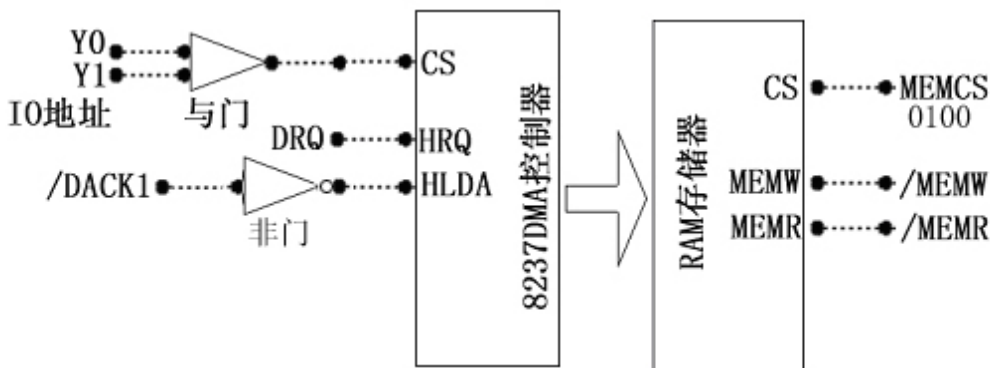 Y0
Y1
IO地址
与门
CS
DRQ
HRQ
/DACK1
非门
HLDA
8237DMA控制器
RAM存储器
CS
MEMCS
0100
MEMW
/MEMW
MEMR
/MEMR